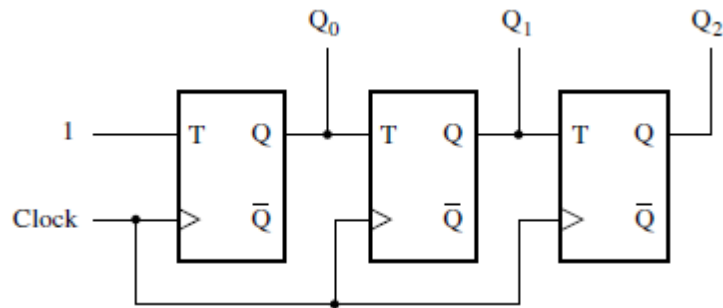 Q₀ Q₁ Q₂
1 T Q T Q T Q
Clock Q̅ Q̅ Q̅